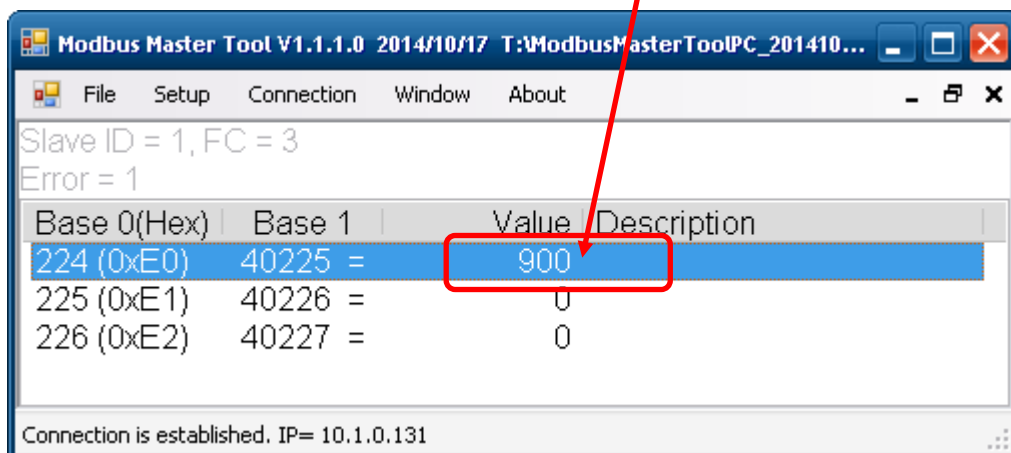 Modbus Master Tool V1.1.1.0 2014/10/17 T:\ModbusMasterToolPC_201410...
File Setup Connection Window About
Slave ID = 1, FC = 3
Error = 1
Base 0(Hex) Base 1 Value Description
224 (0xE0) 40225 = 900
225 (0xE1) 40226 = 0
226 (0xE2) 40227 = 0
Connection is established. IP= 10.1.0.131